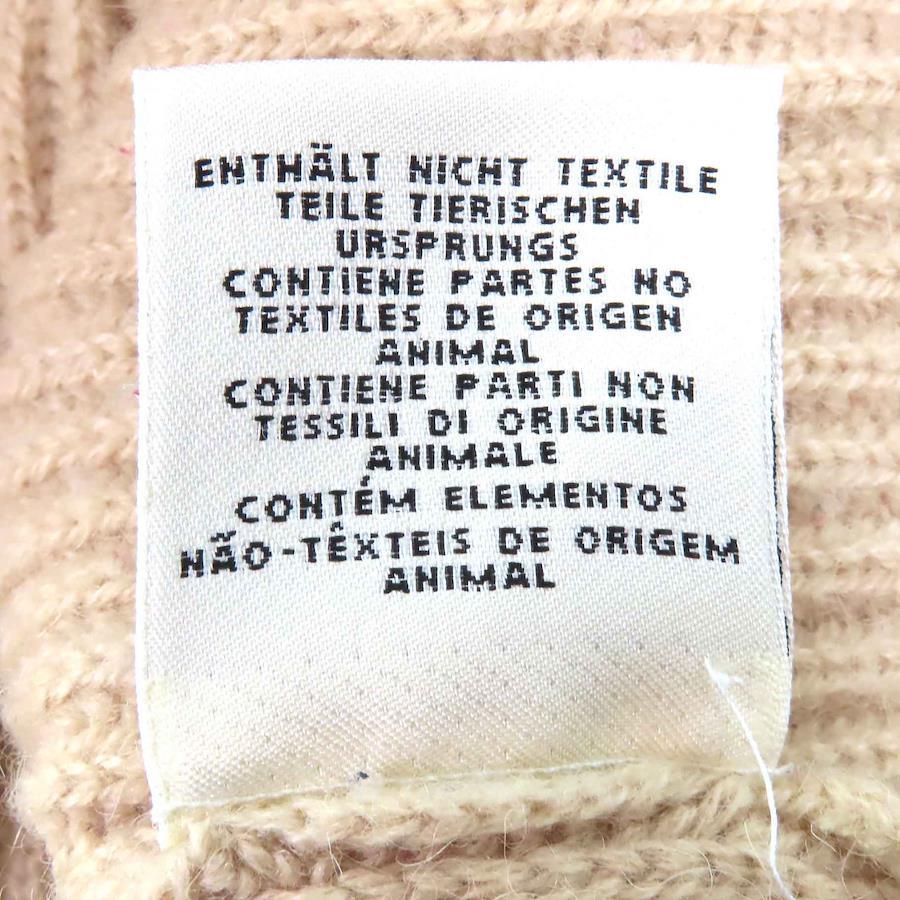 ENTHÄLT NICHT TEXTILE
TEILE TIERISCHEN
URSPRUNGS
CONTIENE PARTES NO
TEXTILES DE ORIGEN
ANIMAL
CONTIENE PARTI NON
TESSILI DI ORIGINE
ANIMALE
CONTÉM ELEMENTOS
NÃO-TÊXTEIS DE ORIGEM
ANIMAL